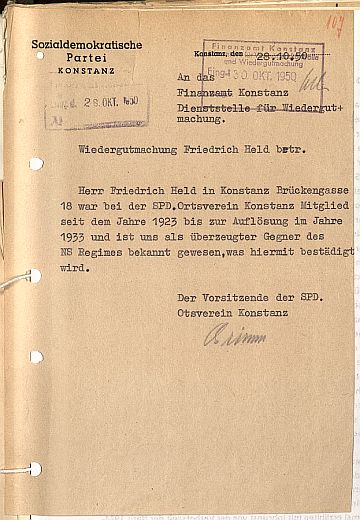 107
Sozialdemokratische
Partei
KONSTANZ
Konstanz, den 28.10.50
Finanzamt Konstanz
und Wiedergutmachung
Eing. 30. OKT. 1950
28. OKT. 50
An das
Finanzamt Konstanz
Dienststelle für Wiedergut+
machung.
Wiedergutmachung Friedrich Held betr.
Herr Friedrich Held in Konstanz Brückengasse
18 war bei der SPD.Ortsverein Konstanz Mitglied
seit dem Jahre 1923 bis zur Auflösung im Jahre
1933 und ist uns als überzeugter Gegner des
NS Regimes bekannt gewesen,was hiermit bestädigt
wird.
Der Vorsitzende der SPD.
Otsverein Konstanz